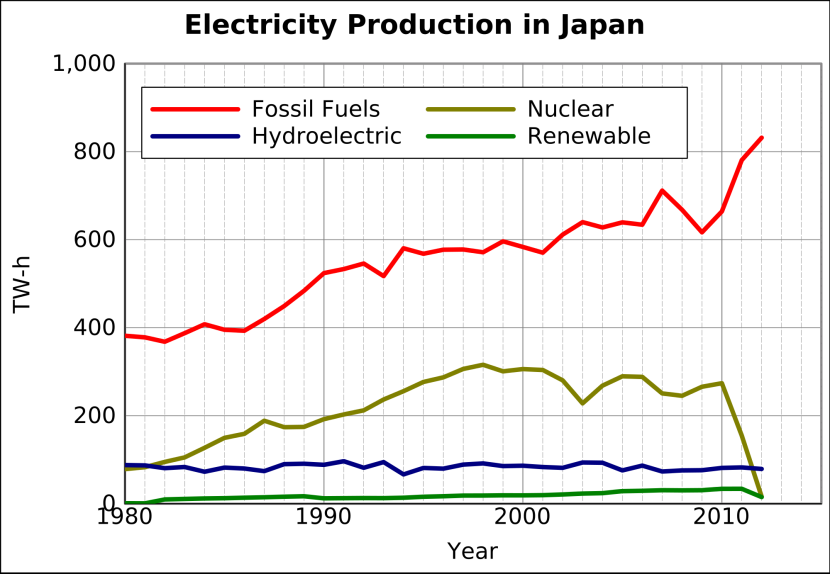 Electricity Production in Japan
1,000
Fossil Fuels Nuclear
Hydroelectric Renewable
800
600
TW-h
400
200
0
1980 1990 2000 2010
Year